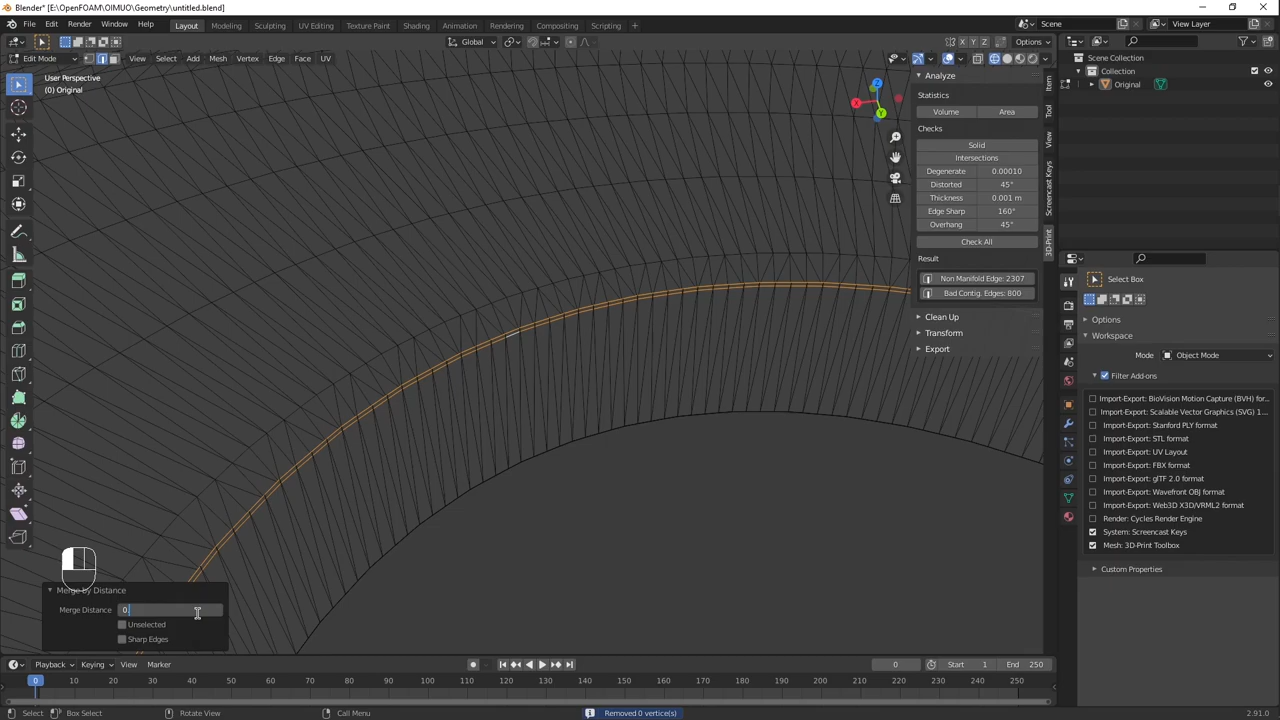 Blender* [E:\OpenFOAM\OIMUO\Geometry\untitled.blend]
File Edit Render Window Help
Layout Modeling Sculpting UV Editing Texture Paint Shading Animation Rendering Compositing Scripting
Scene
View Layer
Global
X Y Z
Options
Edit Mode View Select Add Mesh Vertex Edge Face UV
User Perspective
(0) Original
Z
X
Y
Item
Tool
View
Screencast Keys
3D-Print
Analyze
Statistics
Volume Area
Checks
Solid
Intersections
Degenerate 0.00010
Distorted 45°
Thickness 0.001 m
Edge Sharp 160°
Overhang 45°
Check All
Result
Non Manifold Edge: 2307
Bad Contig. Edges: 800
Clean Up
Transform
Export
Scene Collection
Collection
Original
Select Box
Options
Workspace
Mode Object Mode
Filter Add-ons
Import-Export: BioVision Motion Capture (BVH) for...
Import-Export: Scalable Vector Graphics (SVG) 1....
Import-Export: Stanford PLY format
Import-Export: STL format
Import-Export: UV Layout
Import-Export: FBX format
Import-Export: glTF 2.0 format
Import-Export: Wavefront OBJ format
Import-Export: Web3D X3D/VRML2 format
Render: Cycles Render Engine
System: Screencast Keys
Mesh: 3D-Print Toolbox
Custom Properties
Merge by Distance
Merge Distance 0.
Unselected
Sharp Edges
Playback Keying View Marker
0
Start 1
End 250
0 10 20 30 40 50 60 70 80 90 100 110 120 130 140 150 160 170 180 190 200 210 220 230 240 250
Select Box Select Rotate View Call Menu
Removed 0 vertice(s)
2.91.0